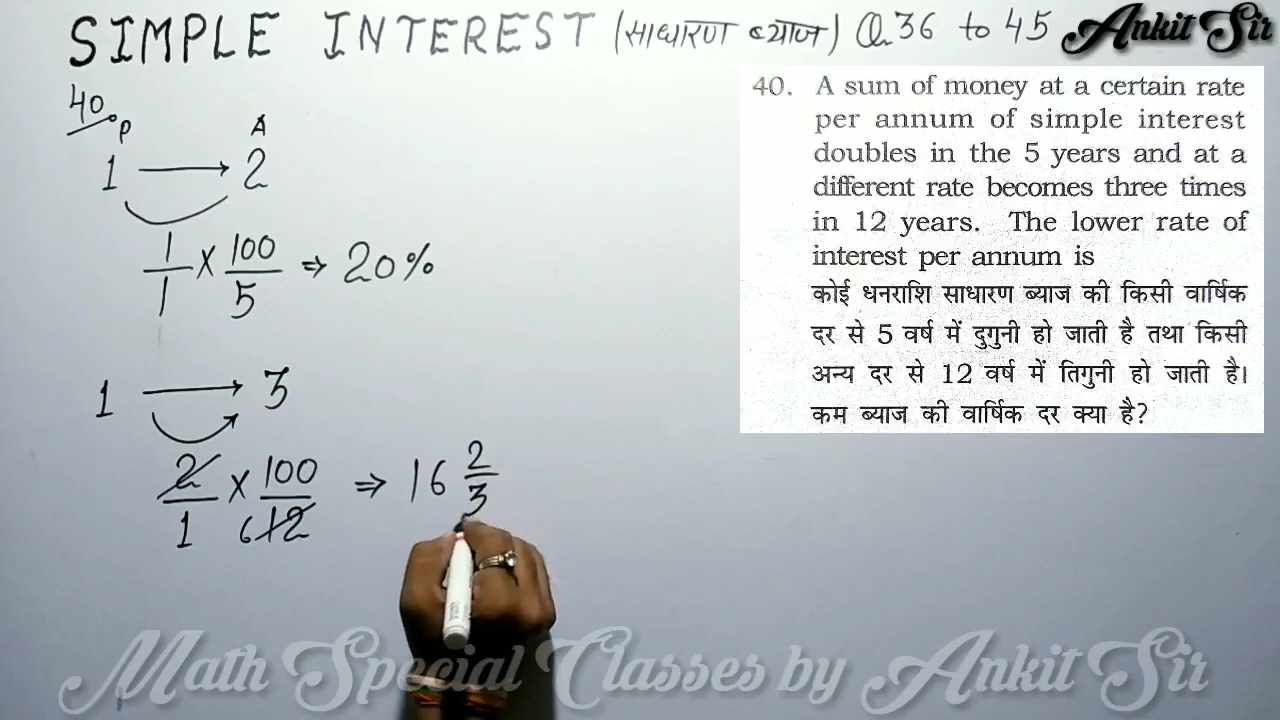 SIMPLE INTEREST (साधारण ब्याज) Q.36 to 45
Ankit Sir
40.
P A
1 → 2
1/1 × 100/5 ⇒ 20%
1 → 3
2/1 × 100/12 6 ⇒ 16 2/3
40. A sum of money at a certain rate
per annum of simple interest
doubles in the 5 years and at a
different rate becomes three times
in 12 years. The lower rate of
interest per annum is
कोई धनराशि साधारण ब्याज की किसी वार्षिक
दर से 5 वर्ष में दुगुनी हो जाती है तथा किसी
अन्य दर से 12 वर्ष में तिगुनी हो जाती है।
कम ब्याज की वार्षिक दर क्या है?
Math Special Classes by Ankit Sir